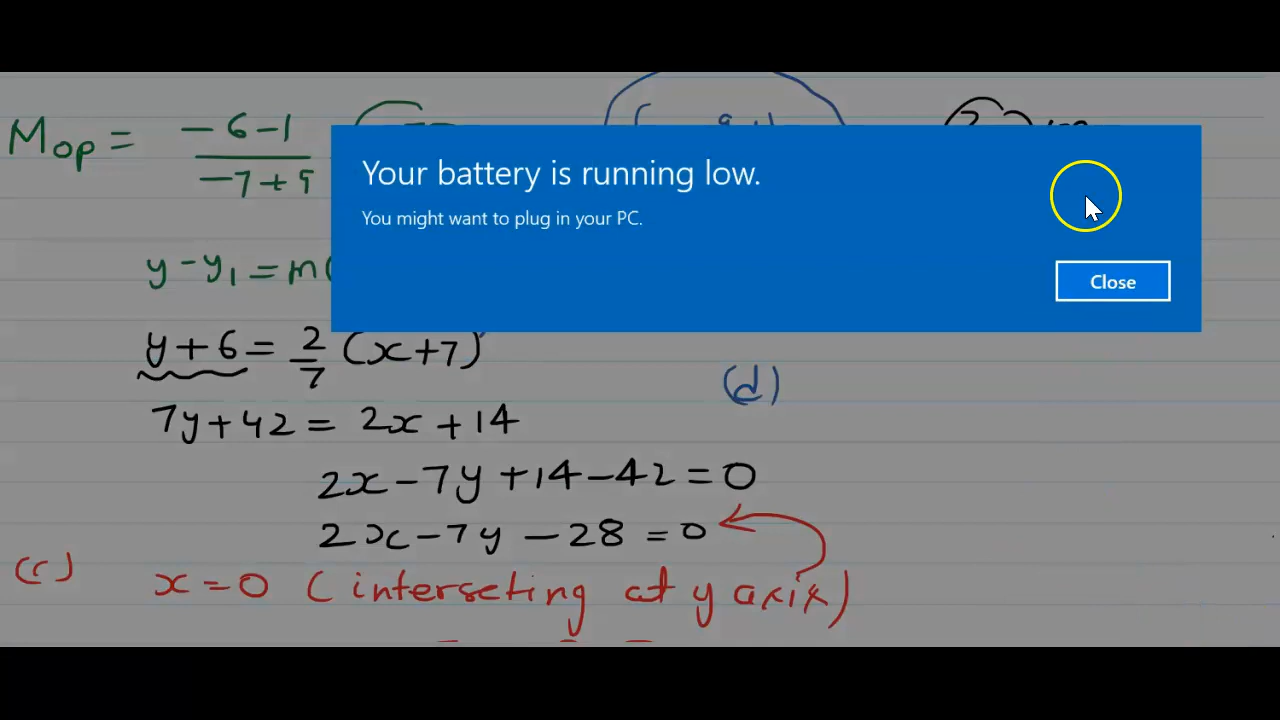 Mop = -6-1 / -7+9
Your battery is running low.
You might want to plug in your PC.
Close
y-y₁ = m(
y+6 = 2/7 (x+7)
(d)
7y+42 = 2x+14
2x-7y+14-42=0
2x-7y-28=0
(c) x=0 (interseting at y axix)